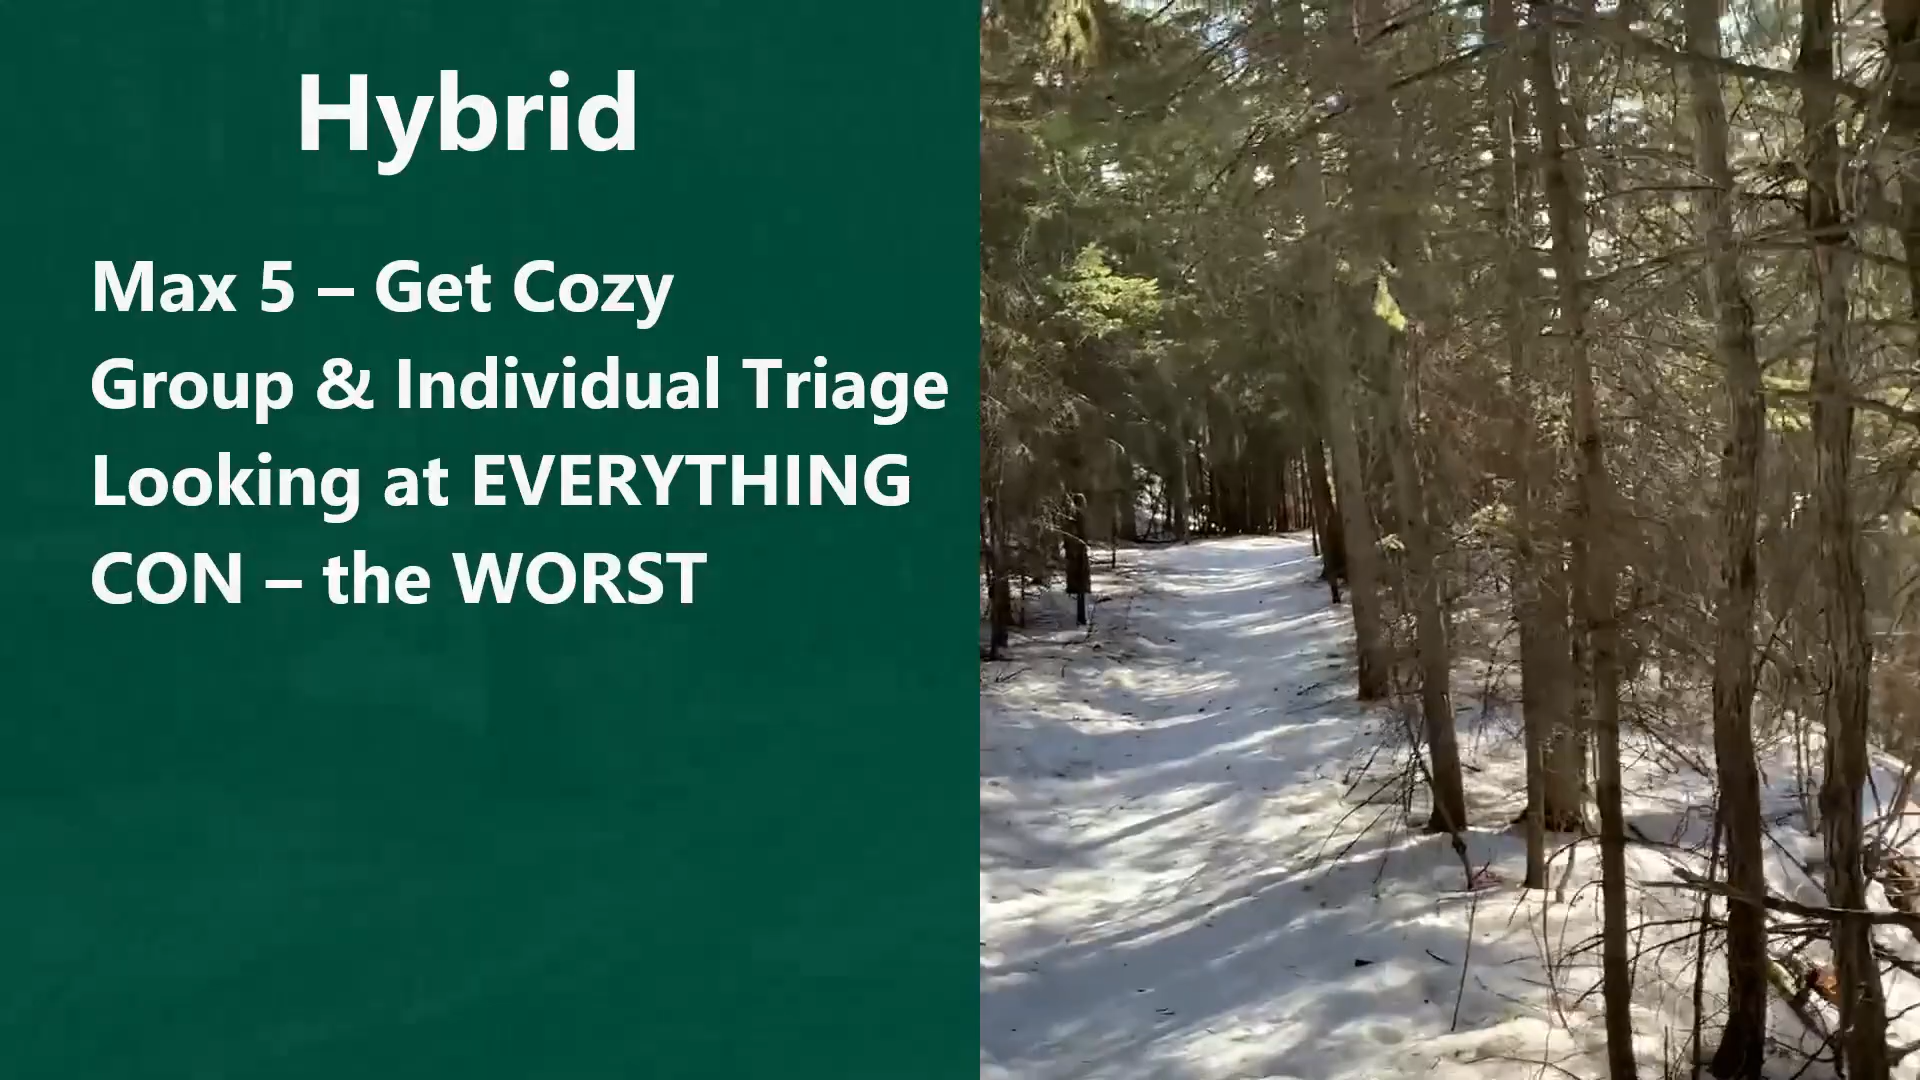 Hybrid
Max 5 – Get Cozy
Group & Individual Triage
Looking at EVERYTHING
CON – the WORST